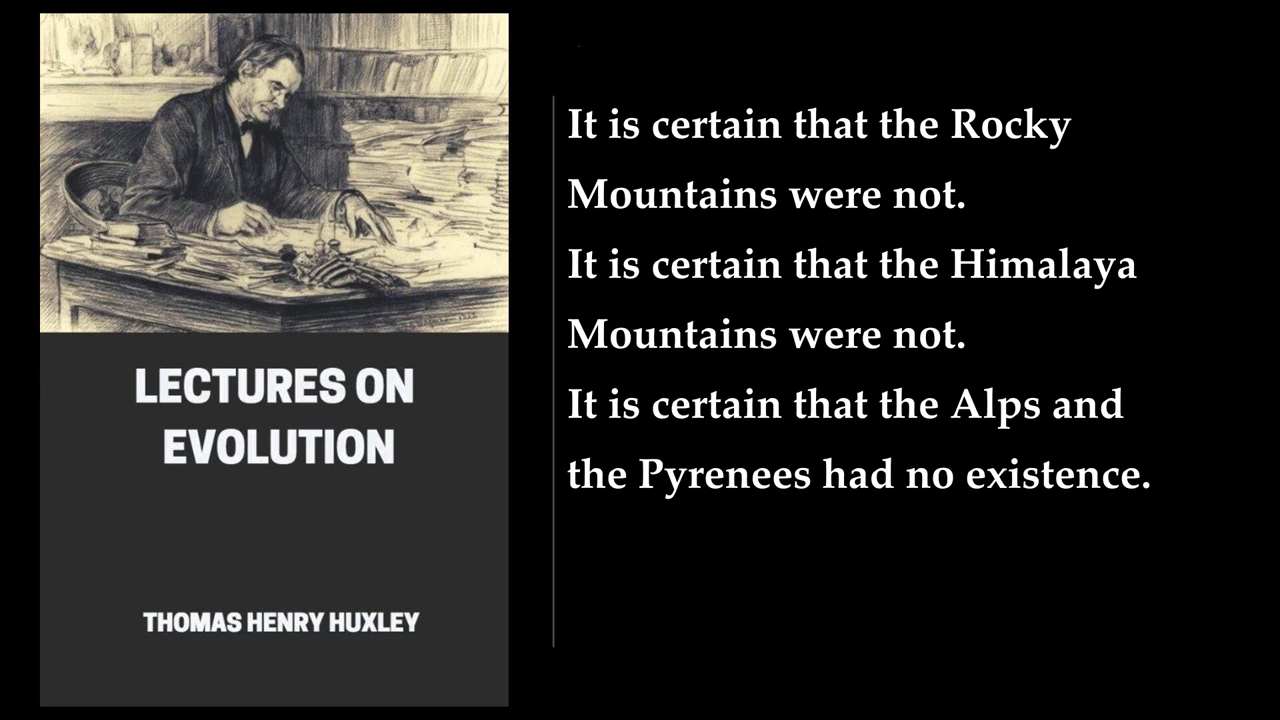 LECTURES ON
EVOLUTION
THOMAS HENRY HUXLEY
It is certain that the Rocky
Mountains were not.
It is certain that the Himalaya
Mountains were not.
It is certain that the Alps and
the Pyrenees had no existence.